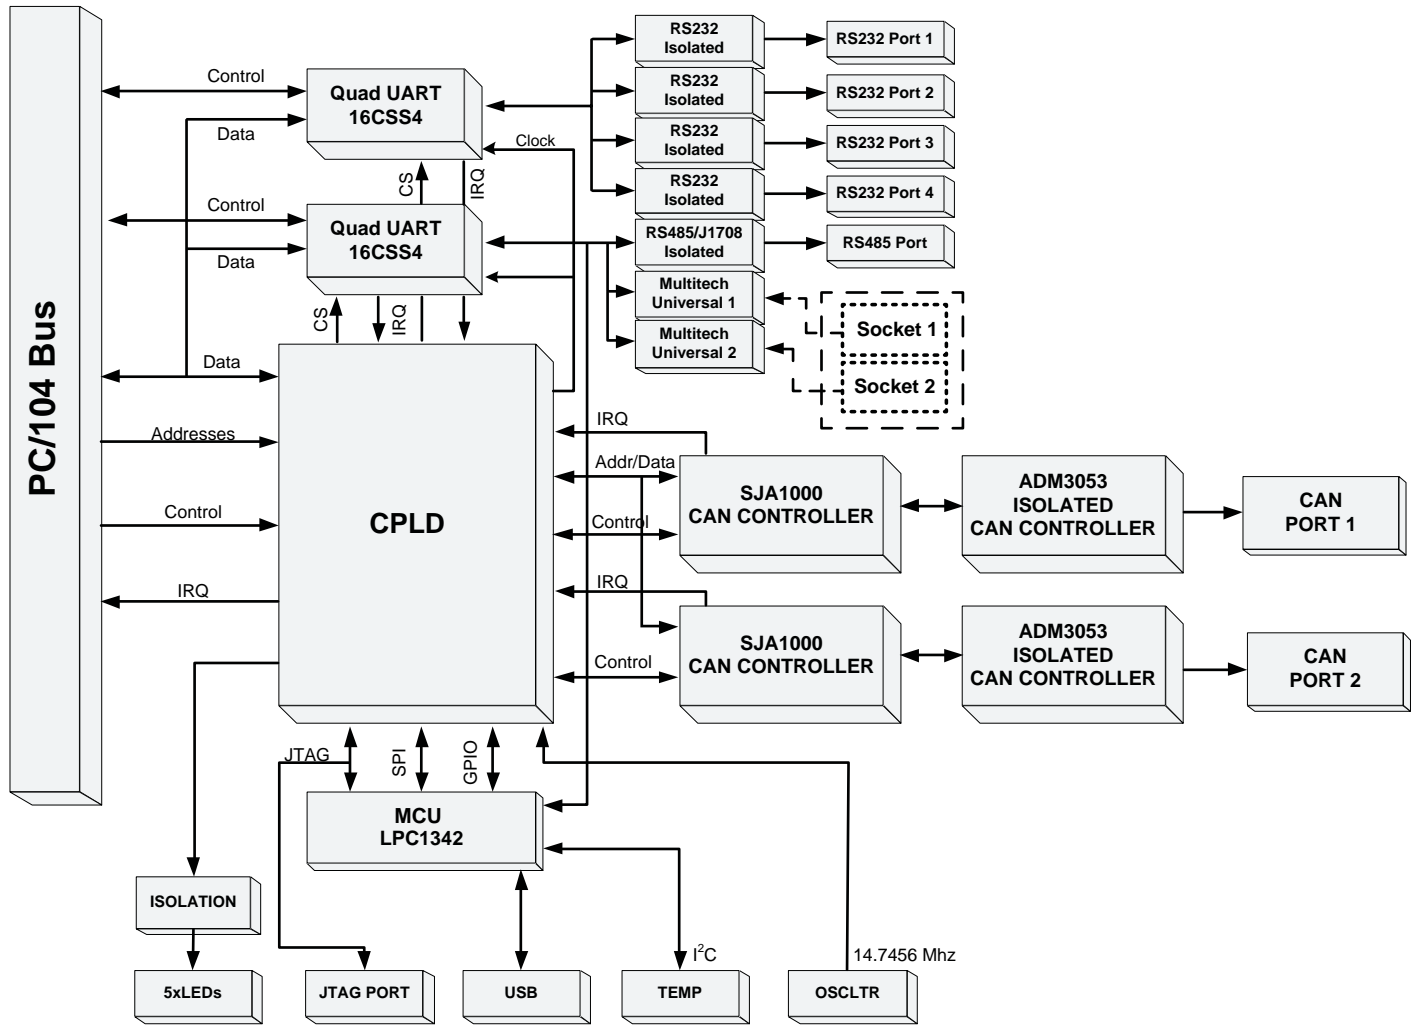 PC/104 Bus
Control
Data
Quad UART
16CSS4
Clock
CS
IRQ
Control
Data
Quad UART
16CSS4
CS
IRQ
RS232
Isolated
RS232 Port 1
RS232
Isolated
RS232 Port 2
RS232
Isolated
RS232 Port 3
RS232
Isolated
RS232 Port 4
RS485/J1708
Isolated
RS485 Port
Multitech
Universal 1
Multitech
Universal 2
Socket 1
Socket 2
Data
Addresses
Control
IRQ
CPLD
IRQ
Addr/Data
Control
SJA1000
CAN CONTROLLER
ADM3053
ISOLATED
CAN CONTROLLER
CAN
PORT 1
IRQ
Control
SJA1000
CAN CONTROLLER
ADM3053
ISOLATED
CAN CONTROLLER
CAN
PORT 2
JTAG
SPI
GPIO
MCU
LPC1342
ISOLATION
I²C
14.7456 Mhz
5xLEDs
JTAG PORT
USB
TEMP
OSCLTR